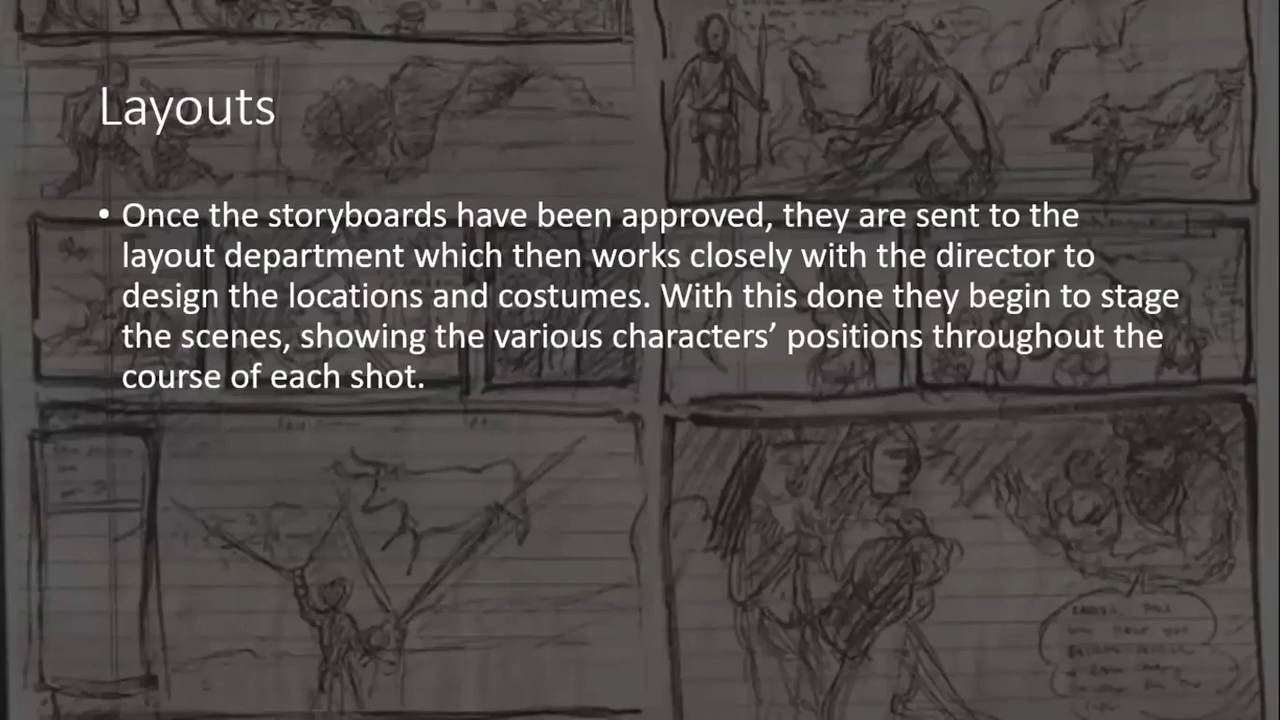 Layouts
• Once the storyboards have been approved, they are sent to the
layout department which then works closely with the director to
design the locations and costumes. With this done they begin to stage
the scenes, showing the various characters’ positions throughout the
course of each shot.